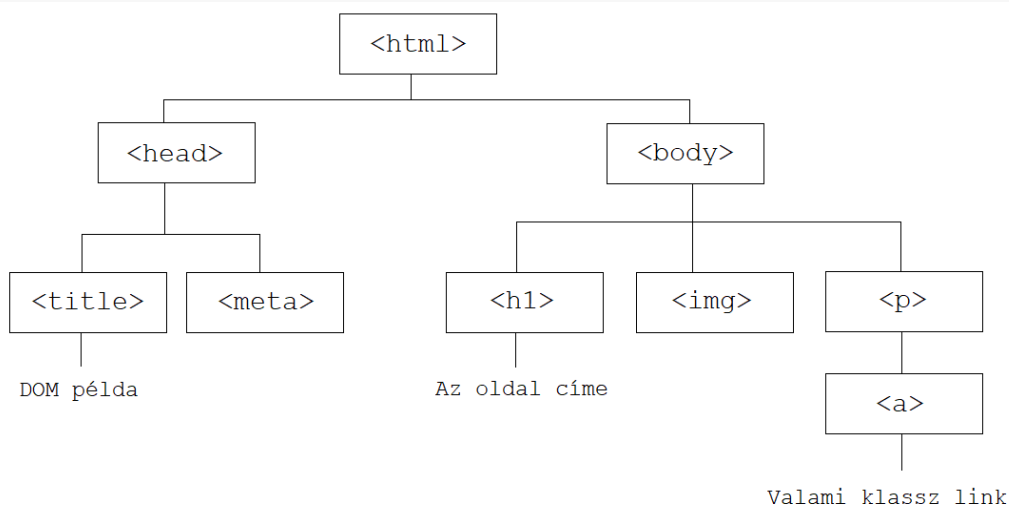 <html>
<head>
<body>
<title>
<meta>
<h1>
<img>
<p>
DOM példa
Az oldal címe
<a>
Valami klassz link